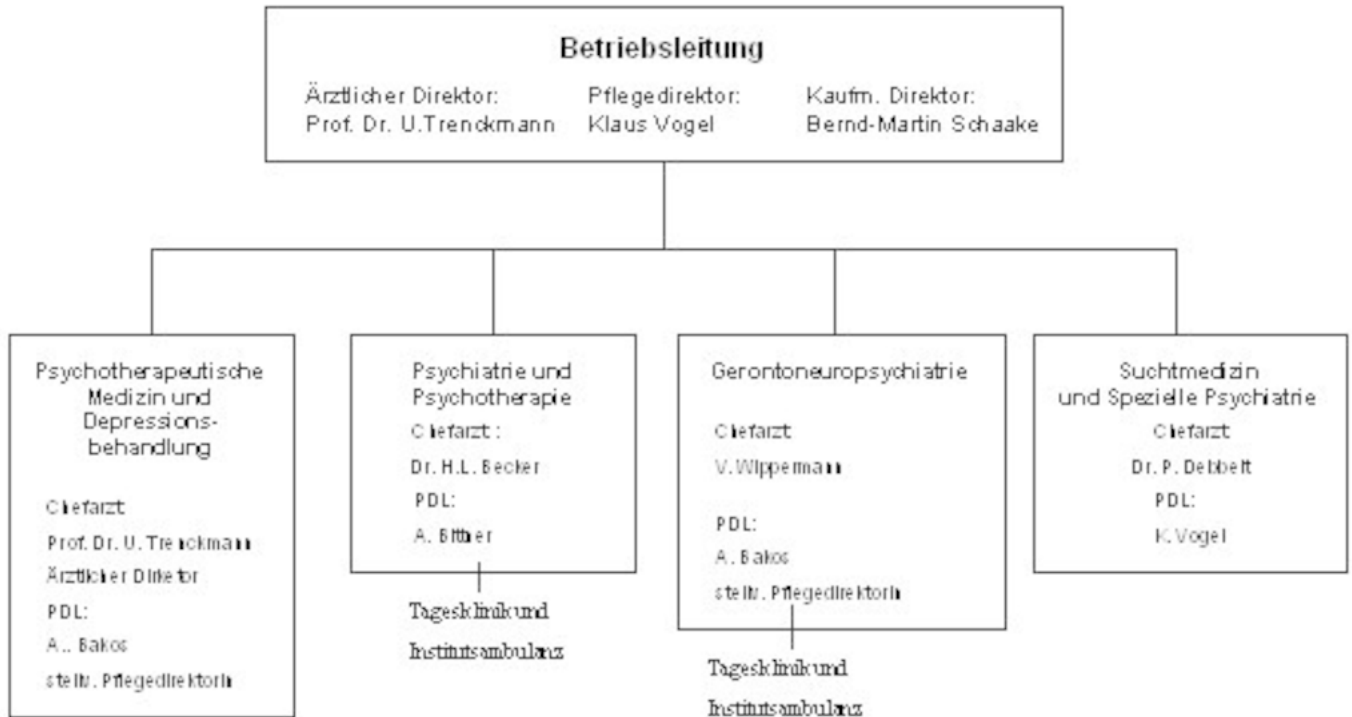 Betriebsleitung
Ärztlicher Direktor:
Prof. Dr. U.Trenckmann
Pflegedirektor:
Klaus Vogel
Kaufm. Direktor:
Bernd-Martin Schaake
Psychotherapeutische
Medizin und
Depressions-
behandlung
Chefarzt
Prof. Dr. U. Trenckmann
Ärztlicher Dirketor
PDL:
A.. Bakos
stellv. Pflegedirektorin
Psychiatrie und
Psychotherapie
Chefarzt :
Dr. H.L. Becker
PDL:
A. Bittner
Tagesklinik und
Institutsambulanz
Gerontoneuropsychiatrie
Chefarzt
V. Wippermann
PDL:
A. Bakos
stellv. Pflegedirektorin
Tagesklinik und
Institutsambulanz
Suchtmedizin
und Spezielle Psychiatrie
Chefarzt
Dr. P. Debbelt
PDL:
K. Vogel